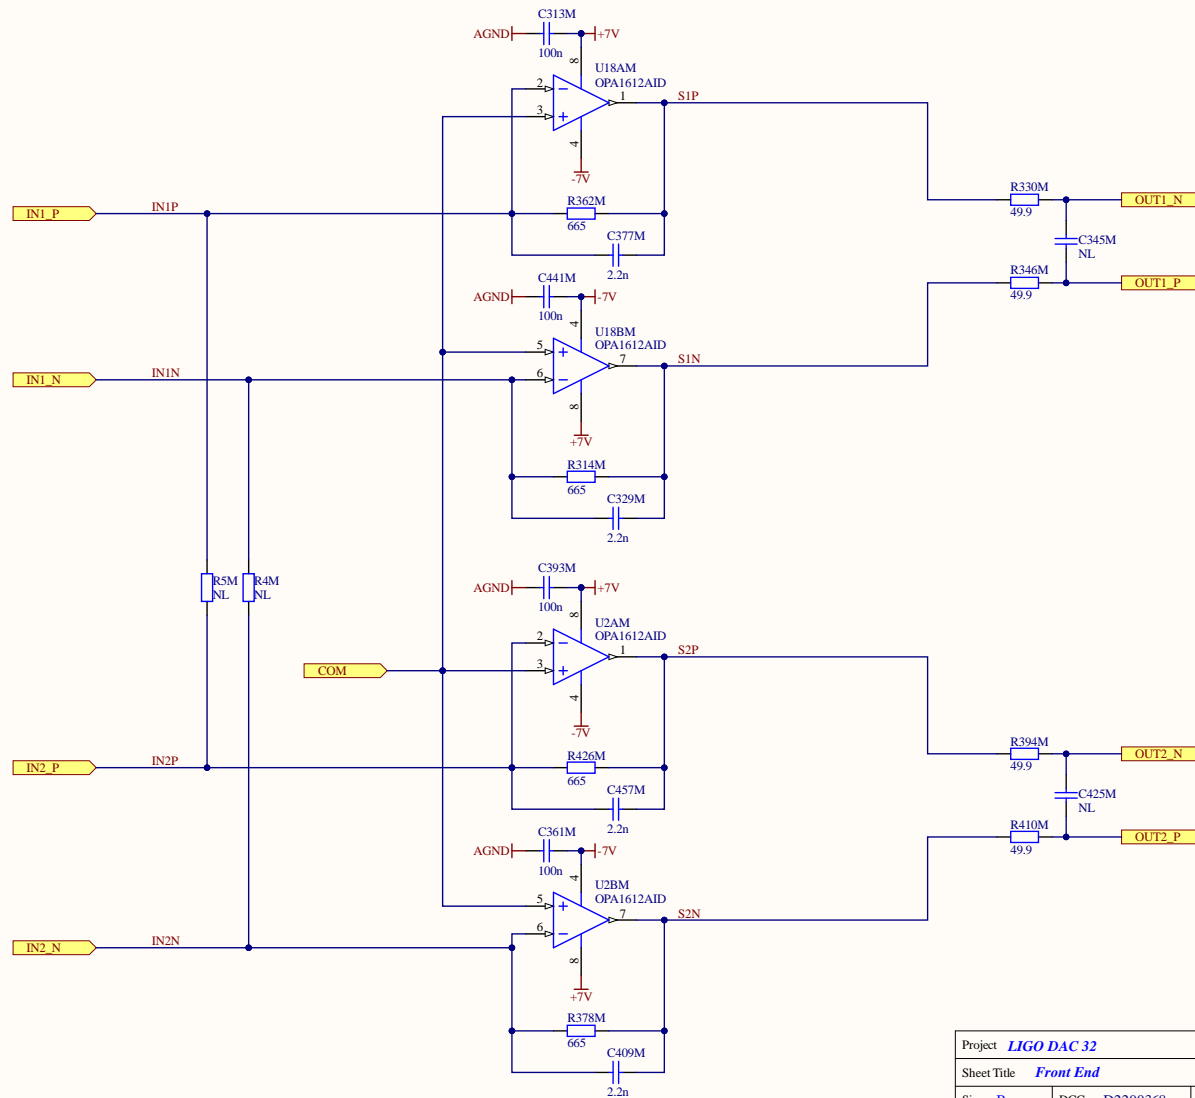 C313M
AGND
+7V
100n
8
U18AM
OPA1612AID
2
1
S1P
3
4
-7V
R330M
IN1_P
IN1P
R362M
OUT1_N
665
49.9
C377M
C345M
NL
2.2n
C441M
R346M
OUT1_P
AGND
-7V
49.9
100n
4
U18BM
OPA1612AID
5
7
S1N
IN1_N
IN1N
6
8
+7V
R314M
665
C329M
2.2n
C393M
R5M
R4M
AGND
+7V
NL
NL
100n
8
U2AM
OPA1612AID
2
1
S2P
COM
3
4
-7V
R394M
R426M
OUT2_N
IN2_P
IN2P
665
49.9
C457M
C425M
NL
2.2n
C361M
R410M
OUT2_P
AGND
-7V
49.9
100n
4
U2BM
OPA1612AID
5
7
S2N
6
IN2_N
IN2N
8
+7V
R378M
665
C409M
2.2n
Project LIGO DAC 32
Sheet Title Front End